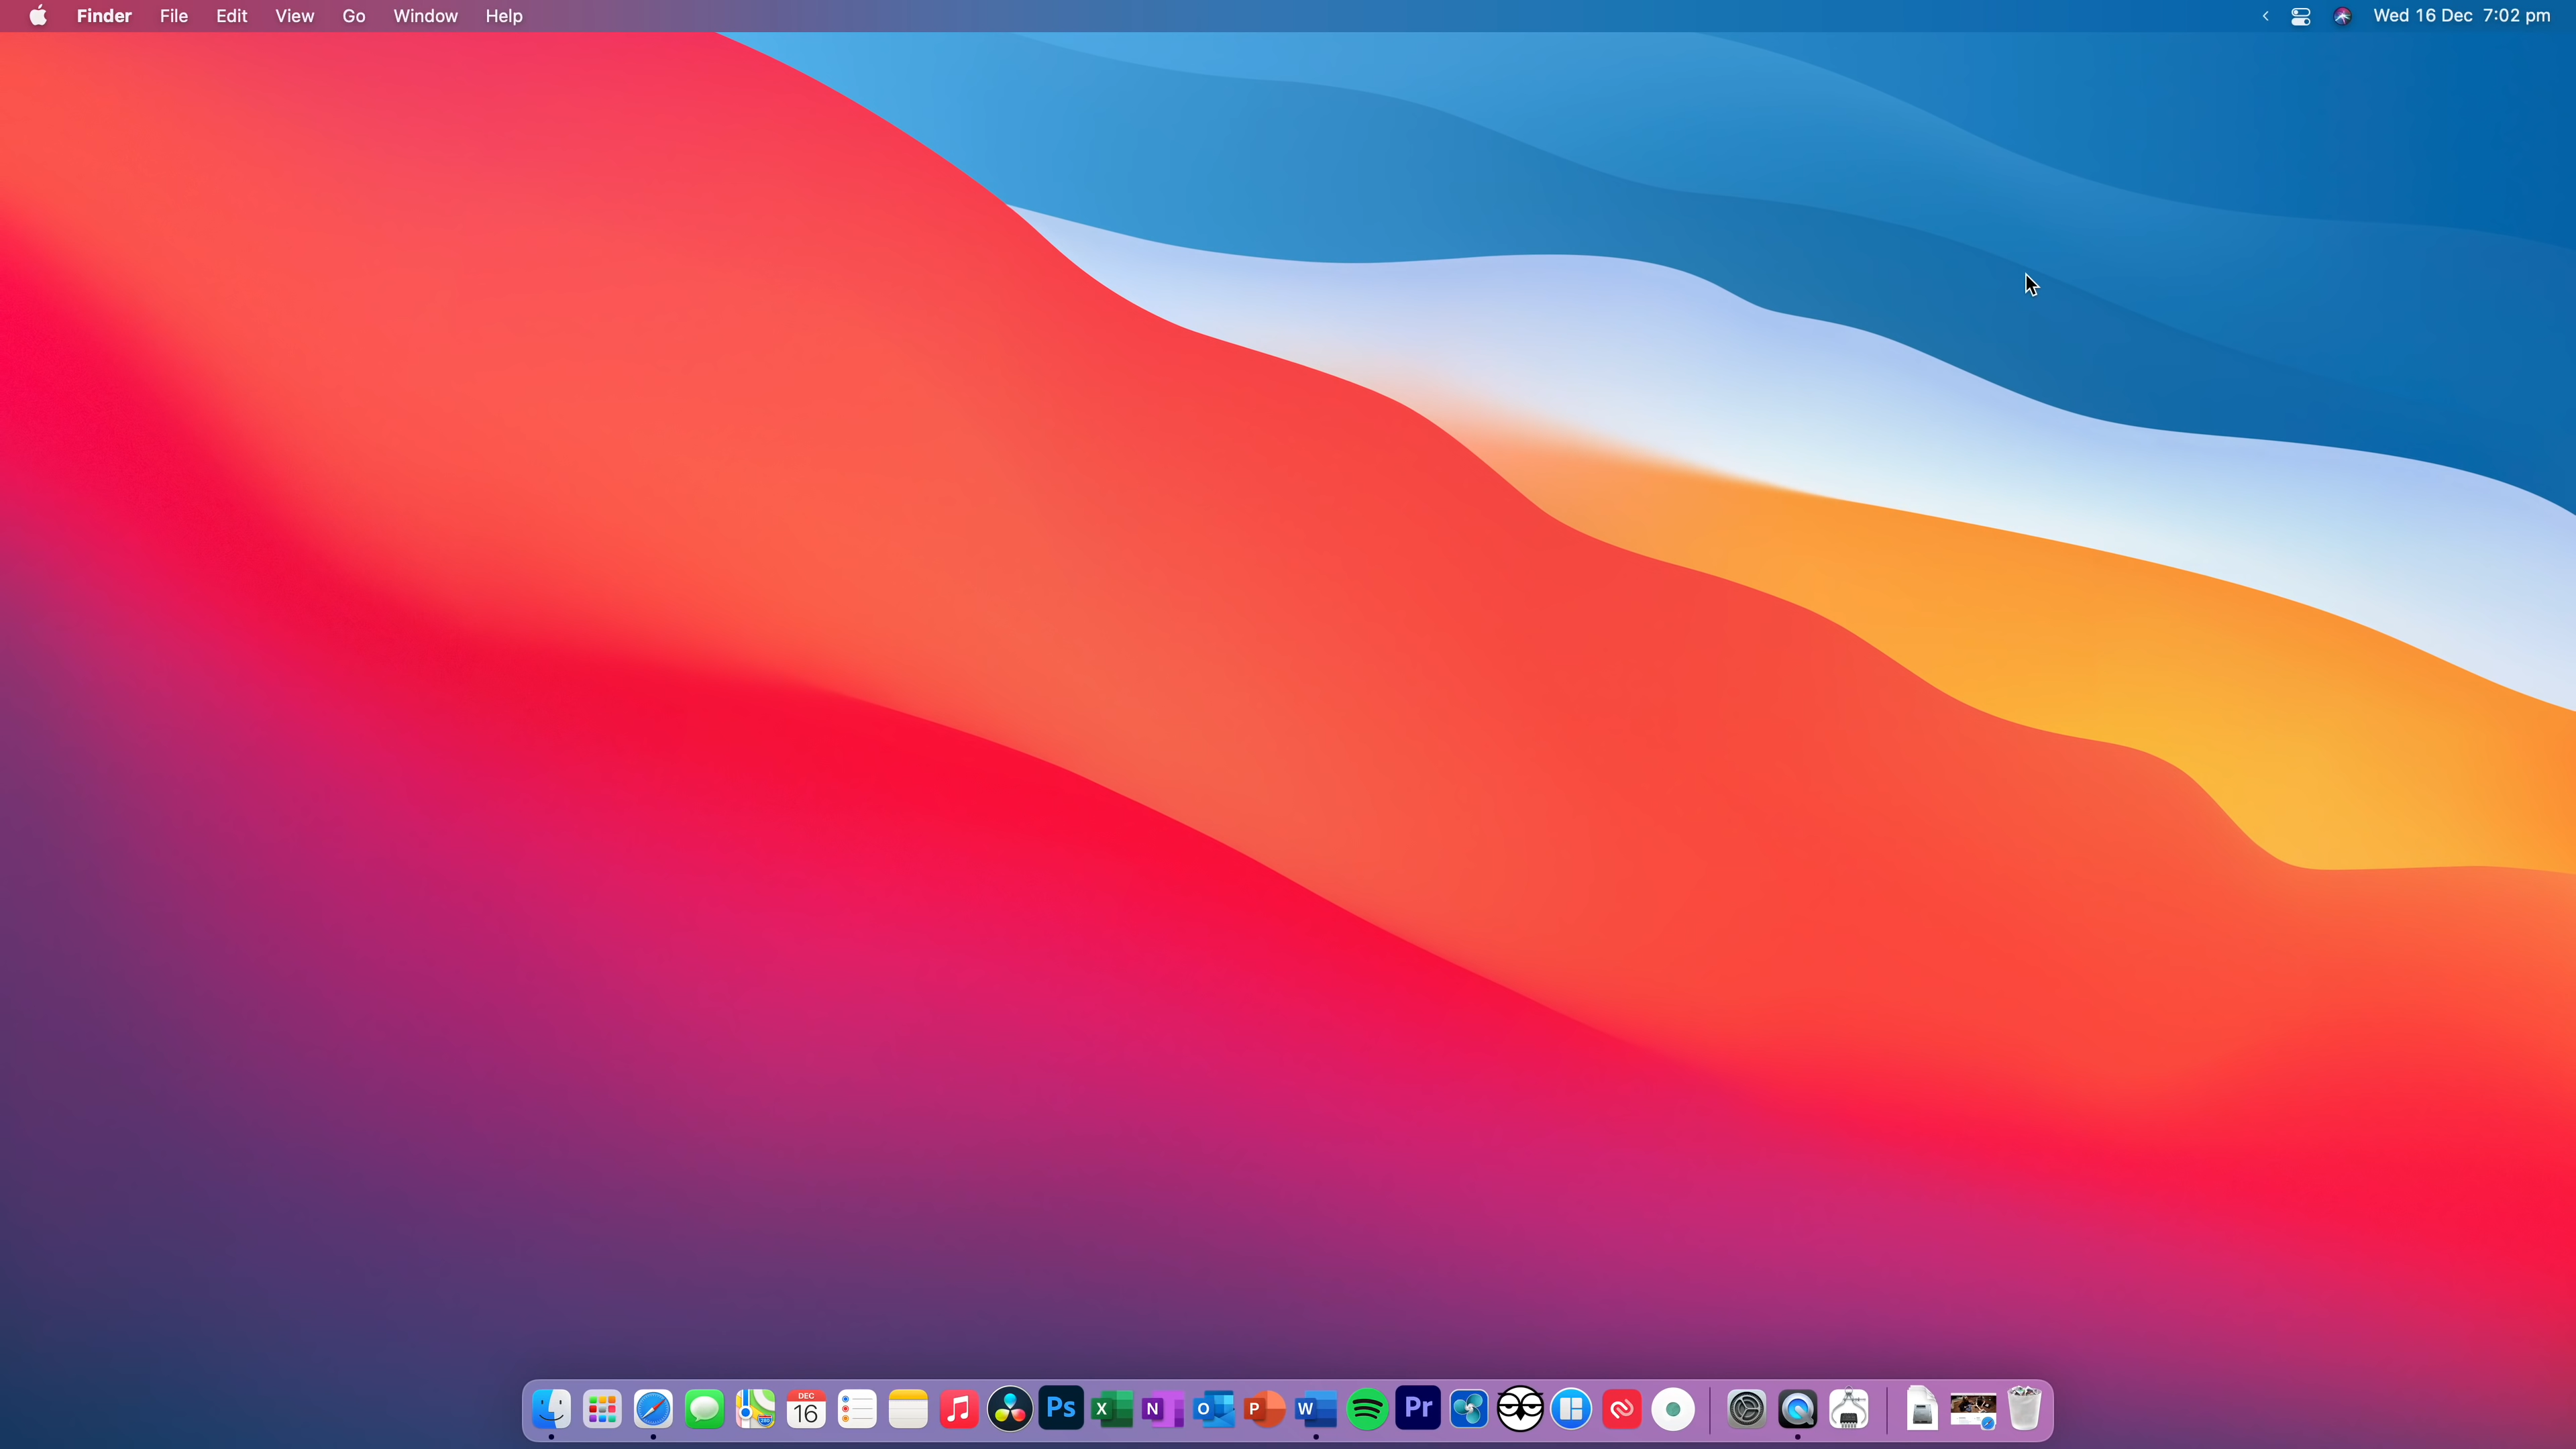 Finder File Edit View Go Window Help Wed 16 Dec 7:02 pm
DEC
16
Ps X N O P W Pr